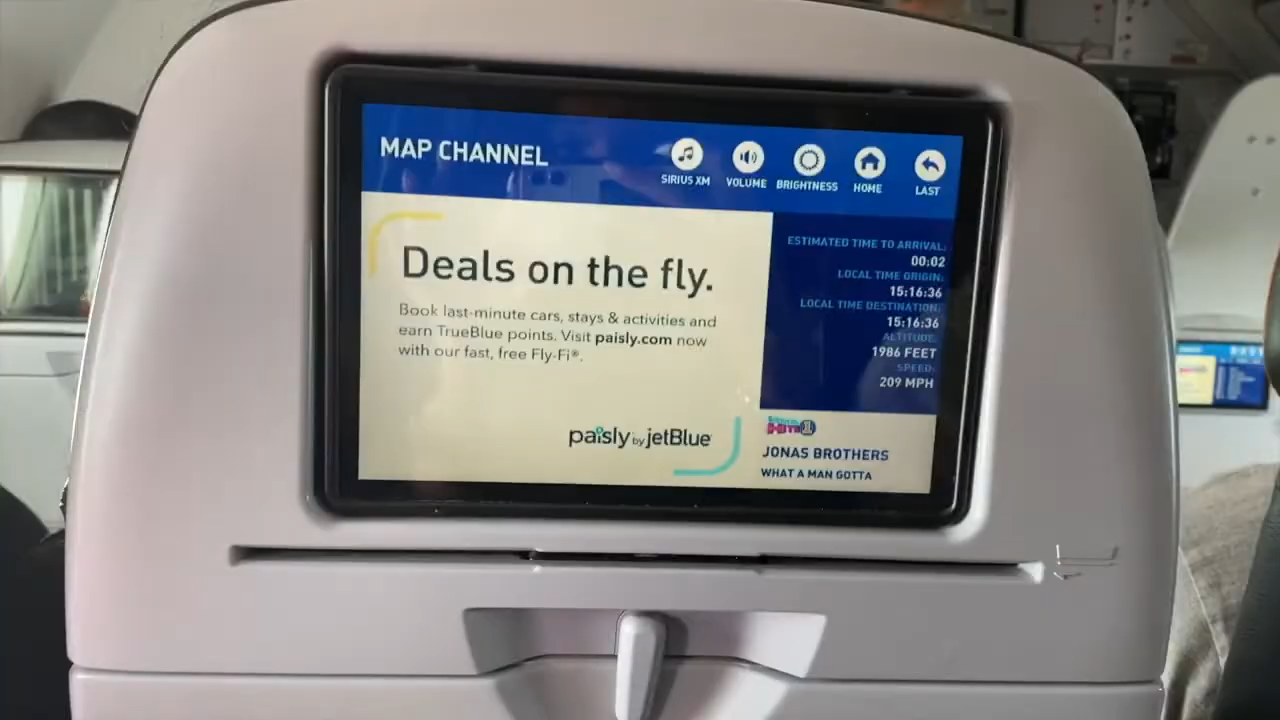 MAP CHANNEL
SIRIUS XM
VOLUME
BRIGHTNESS
HOME
LAST
Deals on the fly.
Book last-minute cars, stays & activities and
earn TrueBlue points. Visit paisly.com now
with our fast, free Fly-Fi®.
paisly by jetBlue
ESTIMATED TIME TO ARRIVAL:
00:02
LOCAL TIME ORIGIN:
15:16:36
LOCAL TIME DESTINATION:
15:16:36
ALTITUDE:
1986 FEET
SPEED:
209 MPH
JONAS BROTHERS
WHAT A MAN GOTTA